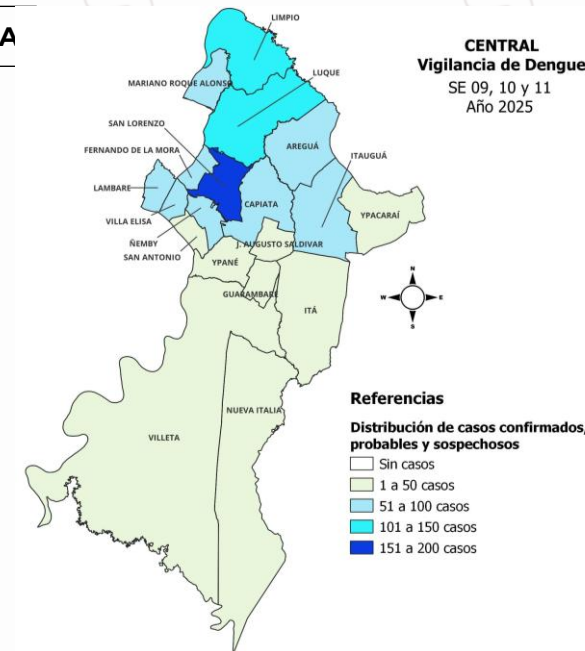 A
CENTRAL
Vigilancia de Dengue
SE 09, 10 y 11
Año 2025
LIMPIO
MARIANO ROQUE ALONSO
LUQUE
SAN LORENZO
FERNANDO DE LA MORA
AREGUÁ
ITAUGUÁ
LAMBARE
CAPIATA
YPACARAÍ
VILLA ELISA
ÑEMBY
J. AUGUSTO SALDIVAR
SAN ANTONIO
YPANÉ
GUARAMBARÉ
ITÁ
N
W
E
S
NUEVA ITALIA
VILLETA
Referencias
Distribución de casos confirmados,
probables y sospechosos
Sin casos
1 a 50 casos
51 a 100 casos
101 a 150 casos
151 a 200 casos